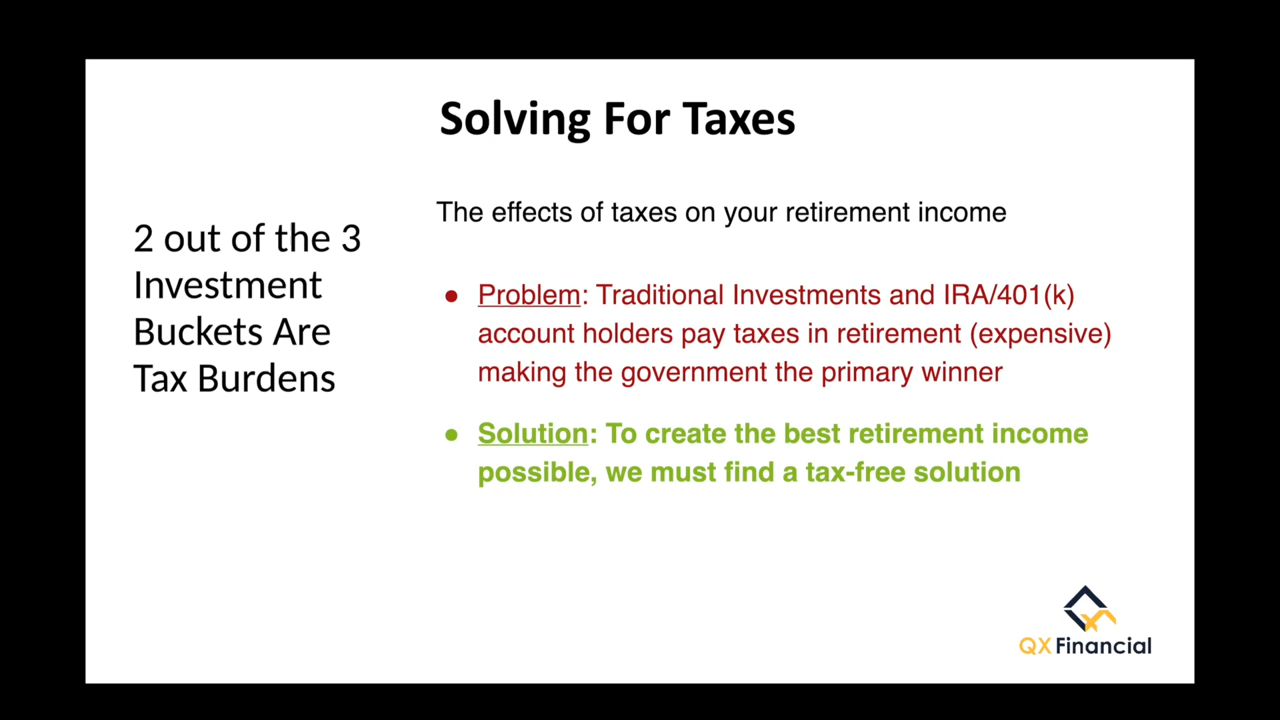 Solving For Taxes
2 out of the 3
Investment
Buckets Are
Tax Burdens
The effects of taxes on your retirement income
● Problem: Traditional Investments and IRA/401(k)
account holders pay taxes in retirement (expensive)
making the government the primary winner
● Solution: To create the best retirement income
possible, we must find a tax-free solution
QX Financial